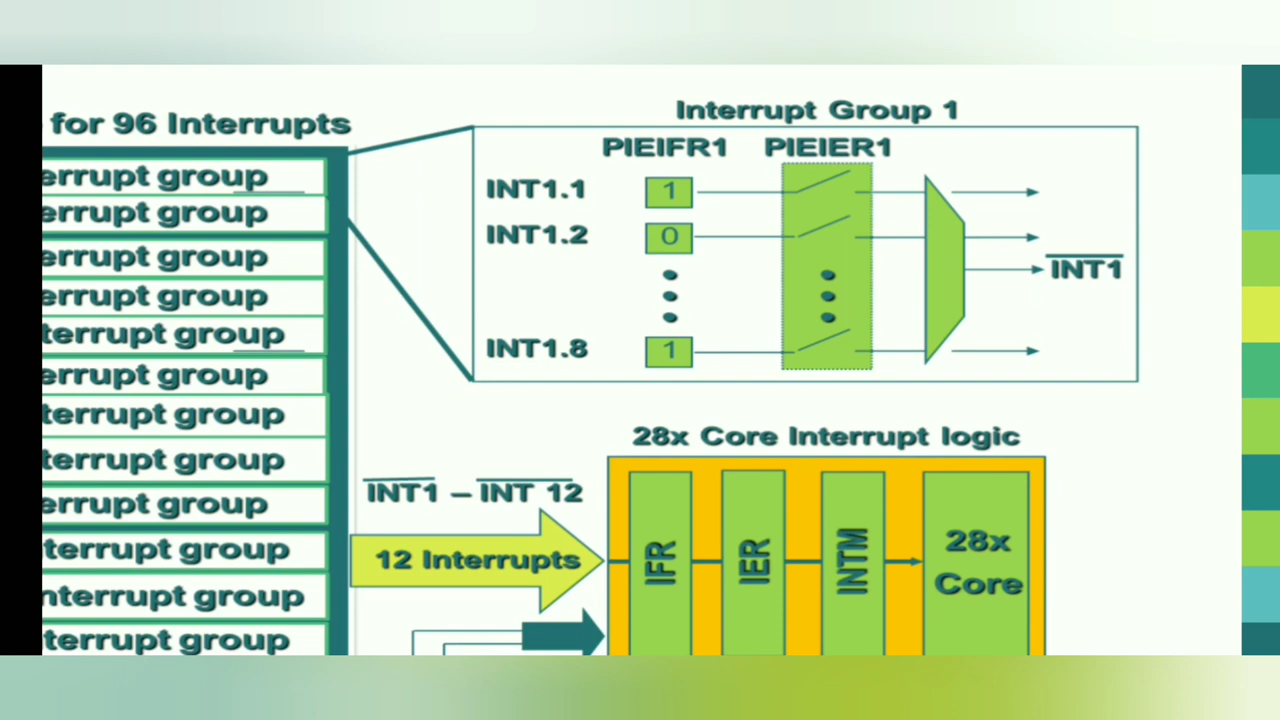 for 96 Interrupts
errupt group
errupt group
errupt group
errupt group
terrupt group
errupt group
terrupt group
terrupt group
errupt group
terrupt group
nterrupt group
terrupt group
Interrupt Group 1
PIEIFR1 PIEIER1
INT1.1 1
INT1.2 0
INT1.8 1
INT1
28x Core Interrupt logic
INT1 – INT 12
12 Interrupts
IFR
IER
INTM
28x
Core